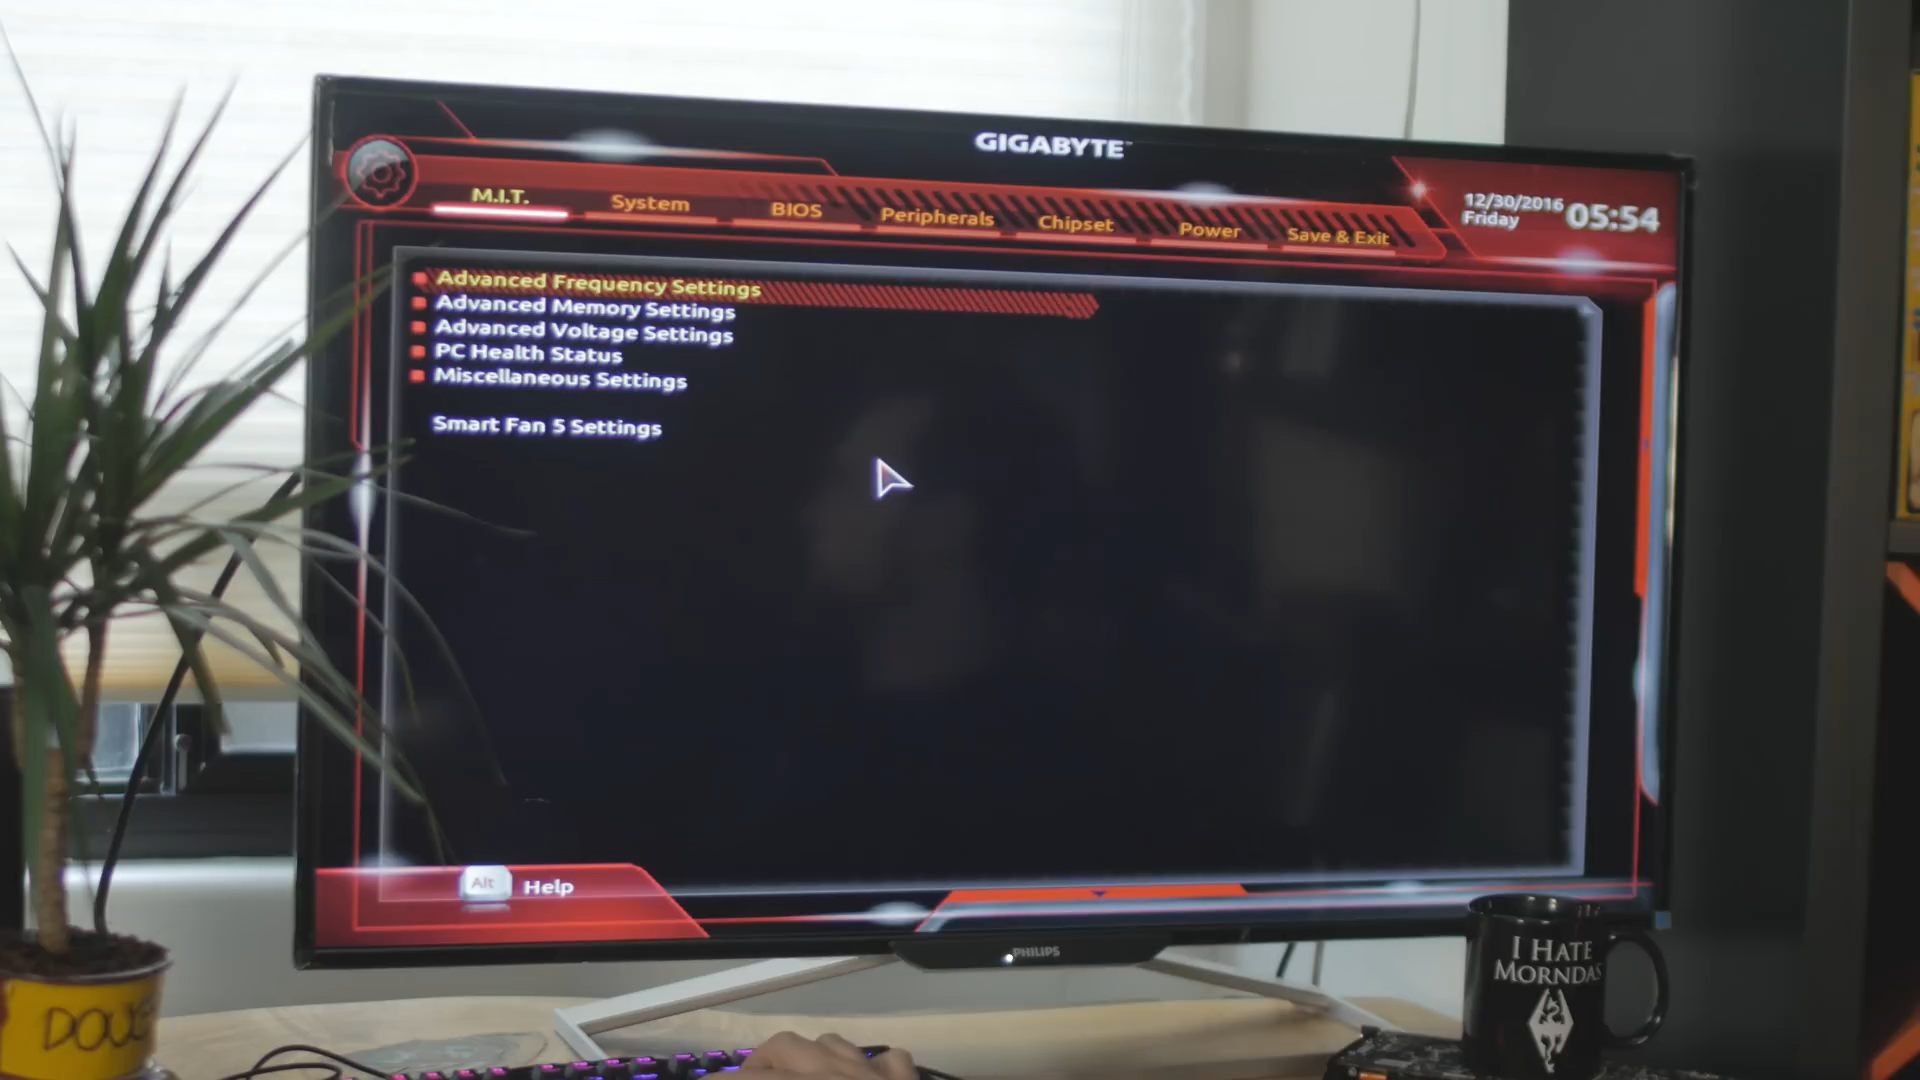 GIGABYTE™
M.I.T.
System
BIOS
Peripherals
Chipset
Power
Save & Exit
12/30/2016
Friday
05:54
Advanced Frequency Settings
Advanced Memory Settings
Advanced Voltage Settings
PC Health Status
Miscellaneous Settings
Smart Fan 5 Settings
Alt
Help
PHILIPS
I HATE
MORNDAS